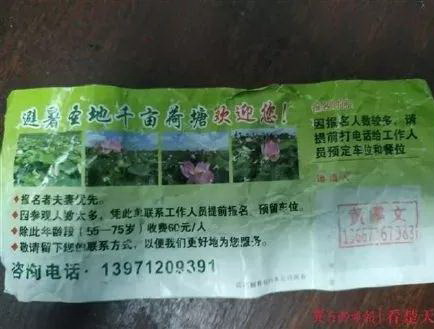 避暑圣地千亩荷塘欢迎您!
因报名人数较多，请
提前打电话给工作人
员预定车位和餐位
◆报名者夫妻优先。
◆因参观人数太多，凭此票联系工作人员提前报名、预留车位。
◆除此年龄段（55—75岁）收费60元/人
◆敬请留下您的联系方式，以便我们更好地为您服务。
咨询电话：13971209391